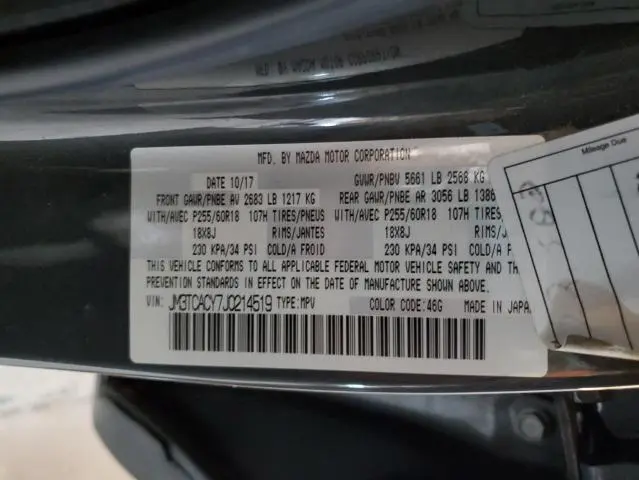 MFD. BY MAZDA MOTOR CORPORATION
DATE 10/17 GVWR/PNBV 5661 LB 2568 KG
FRONT GAWR/PNBE AV 2683 LB 1217 KG REAR GAWR/PNBE AR 3056 LB 1386
WITH/AVEC P255/60R18 107H TIRES/PNEUS WITH/AVEC P255/60R18 107H TIRES/
18X8J RIMS/JANTES 18X8J RIMS/
230 KPA/34 PSI COLD/A FROID 230 KPA/34 PSI COLD/A
THIS VEHICLE CONFORMS TO ALL APPLICABLE FEDERAL MOTOR VEHICLE SAFETY AND
PREVENTION STANDARDS IN EFFECT ON THE DATE OF MANUFACTURE SHOWN ABOVE.
VIN: JM3TCACY7J0214519 TYPE:MPV COLOR CODE:46G MADE IN JAPAN
Mileage Due